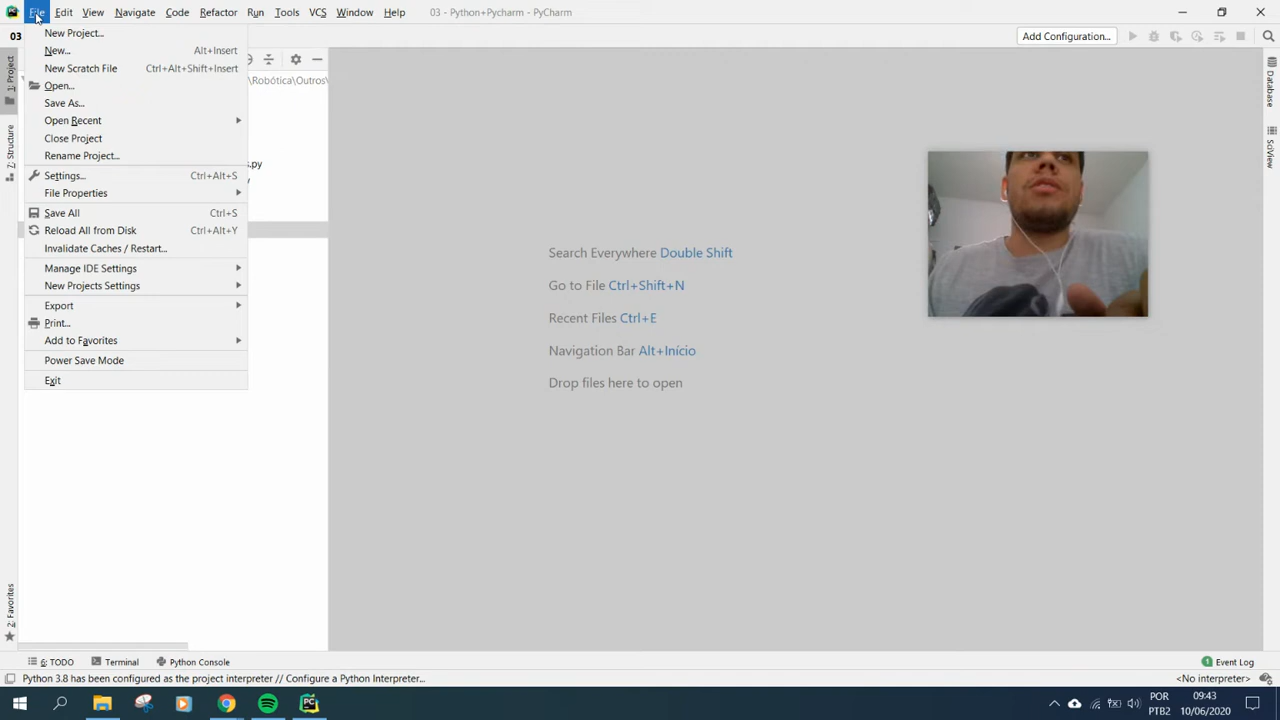 File Edit View Navigate Code Refactor Run Tools VCS Window Help 03 - Python+Pycharm - PyCharm
03
Add Configuration...
New Project...
New... Alt+Insert
New Scratch File Ctrl+Alt+Shift+Insert
Open...
\Robótica\Outros\
Save As...
Open Recent
Close Project
Rename Project...
.py
Settings... Ctrl+Alt+S
File Properties
Save All Ctrl+S
Reload All from Disk Ctrl+Alt+Y
Invalidate Caches / Restart...
Manage IDE Settings
New Projects Settings
Export
Print...
Add to Favorites
Power Save Mode
Exit
1: Project
7: Structure
2: Favorites
Search Everywhere Double Shift
Go to File Ctrl+Shift+N
Recent Files Ctrl+E
Navigation Bar Alt+Início
Drop files here to open
Database
SciView
6: TODO Terminal Python Console
1 Event Log
Python 3.8 has been configured as the project interpreter // Configure a Python Interpreter...
<No interpreter>
POR
PTB2
09:43
10/06/2020